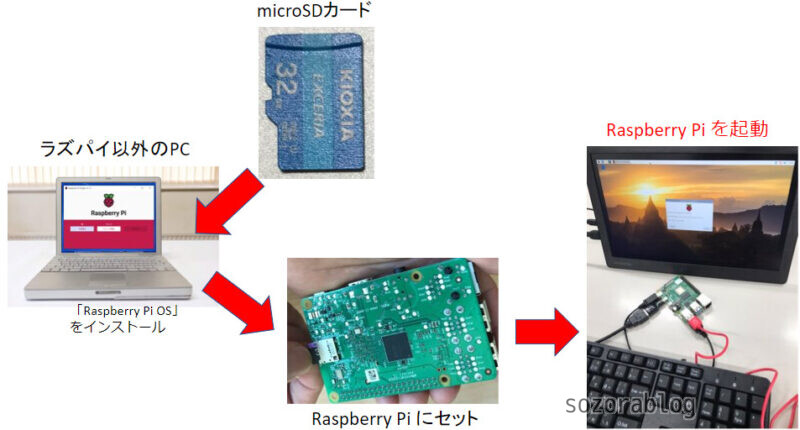 microSDカード
32
EXCERIA
KIOXIA
Raspberry Pi を起動
ラズパイ以外のPC
Raspberry Pi
「Raspberry Pi OS」
をインストール
Raspberry Pi にセット
sozorablog